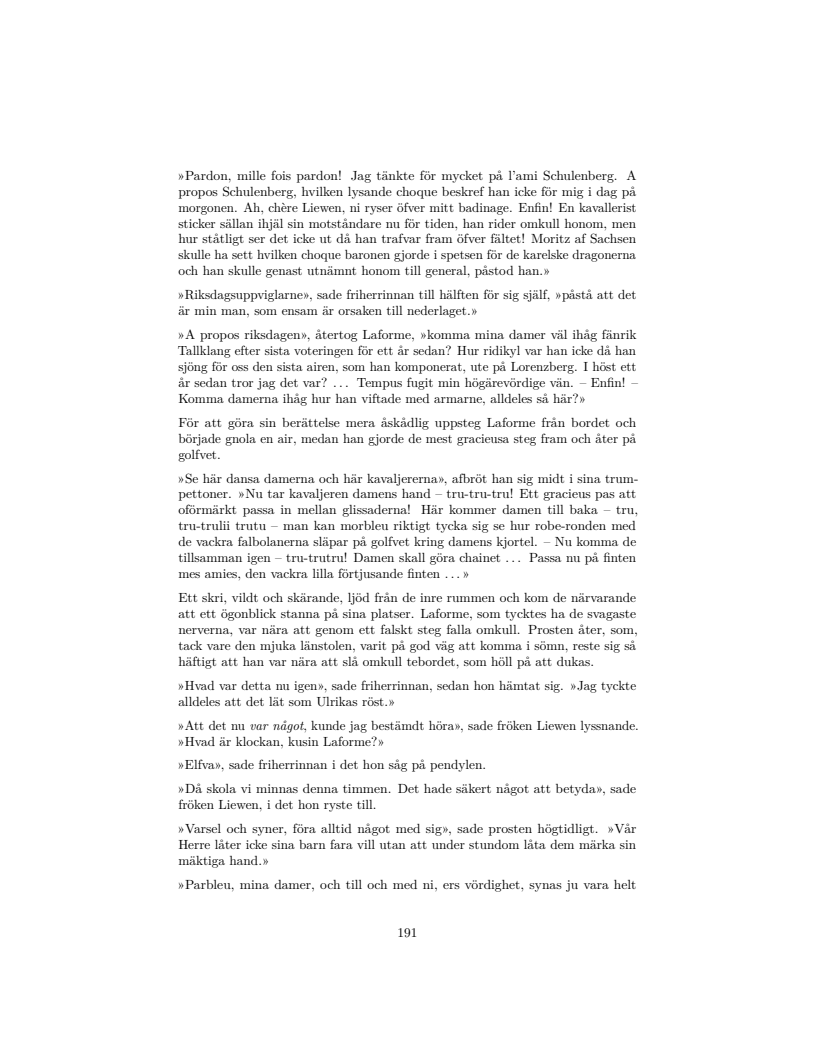 »Pardon, mille fois pardon! Jag tänkte för mycket på l'ami Schulenberg. A
propos Schulenberg, hvilken lysande choque beskref han icke för mig i dag på
morgonen. Ah, chère Liewen, ni ryser öfver mitt badinage. Enfin! En kavallerist
sticker sällan ihjäl sin motståndare nu för tiden, han rider omkull honom, men
hur ståtligt ser det icke ut då han trafvar fram öfver fältet! Moritz af Sachsen
skulle ha sett hvilken choque baronen gjorde i spetsen för de karelske dragonerna
och han skulle genast utnämnt honom till general, påstod han.»
»Riksdagsuppviglarne», sade friherrinnan till hälften för sig själf, »påstå att det
är min man, som ensam är orsaken till nederlaget.»
»A propos riksdagen», återtog Laforme, »komma mina damer väl ihåg fänrik
Tallklang efter sista voteringen för ett år sedan? Hur ridikyl var han icke då han
sjöng för oss den sista airen, som han komponerat, ute på Lorenzberg. I höst ett
år sedan tror jag det var? ... Tempus fugit min högärevördige vän. – Enfin! –
Komma damerna ihåg hur han viftade med armarne, alldeles så här?»
För att göra sin berättelse mera åskådlig uppsteg Laforme från bordet och
började gnola en air, medan han gjorde de mest gracieusa steg fram och åter på
golfvet.
»Se här dansa damerna och här kavaljererna», afbröt han sig midt i sina trum-
pettoner. »Nu tar kavaljeren damens hand – tru-tru-tru! Ett gracieus pas att
oförmärkt passa in mellan glissaderna! Här kommer damen till baka – tru,
tru-trulii trutu – man kan morbleu riktigt tycka sig se hur robe-ronden med
de vackra falbolanerna släpar på golfvet kring damens kjortel. – Nu komma de
tillsamman igen – tru-trutru! Damen skall göra chainet ... Passa nu på finten
mes amies, den vackra lilla förtjusande finten ...»
Ett skri, vildt och skärande, ljöd från de inre rummen och kom de närvarande
att ett ögonblick stanna på sina platser. Laforme, som tycktes ha de svagaste
nerverna, var nära att genom ett falskt steg falla omkull. Prosten åter, som,
tack vare den mjuka länstolen, varit på god väg att komma i sömn, reste sig så
häftigt att han var nära att slå omkull tebordet, som höll på att dukas.
»Hvad var detta nu igen», sade friherrinnan, sedan hon hämtat sig. »Jag tyckte
alldeles att det lät som Ulrikas röst.»
»Att det nu var något, kunde jag bestämdt höra», sade fröken Liewen lyssnande.
»Hvad är klockan, kusin Laforme?»
»Elfva», sade friherrinnan i det hon såg på pendylen.
»Då skola vi minnas denna timmen. Det hade säkert något att betyda», sade
fröken Liewen, i det hon ryste till.
»Varsel och syner, föra alltid något med sig», sade prosten högtidligt. »Vår
Herre låter icke sina barn fara vill utan att under stundom låta dem märka sin
mäktiga hand.»
»Parbleu, mina damer, och till och med ni, ers vördighet, synas ju vara helt
191